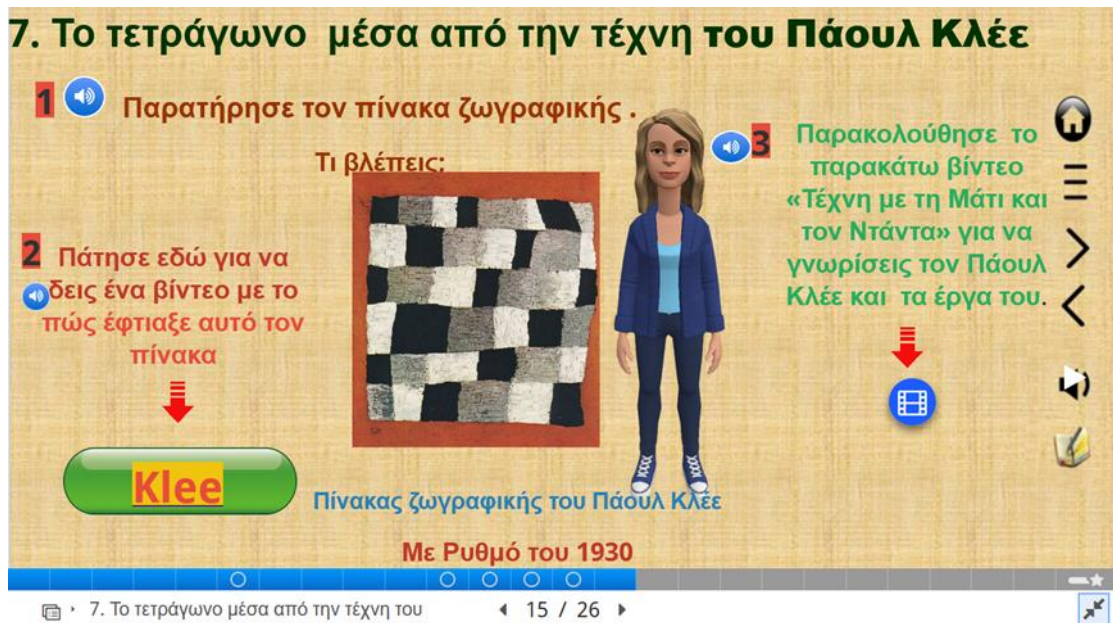 7. Το τετράγωνο μέσα από την τέχνη του Πάουλ Κλέε
1
Παρατήρησε τον πίνακα ζωγραφικής .
Τι βλέπεις;
2
Πάτησε εδώ για να
δεις ένα βίντεο με το
πώς έφτιαξε αυτό τον
πίνακα
Klee
Πίνακας ζωγραφικής του Πάουλ Κλέε
Με Ρυθμό του 1930
3
Παρακολούθησε το
παρακάτω βίντεο
«Τέχνη με τη Μάτι και
τον Ντάντα» για να
γνωρίσεις τον Πάουλ
Κλέε και τα έργα του.
7. Το τετράγωνο μέσα από την τέχνη του
15 / 26